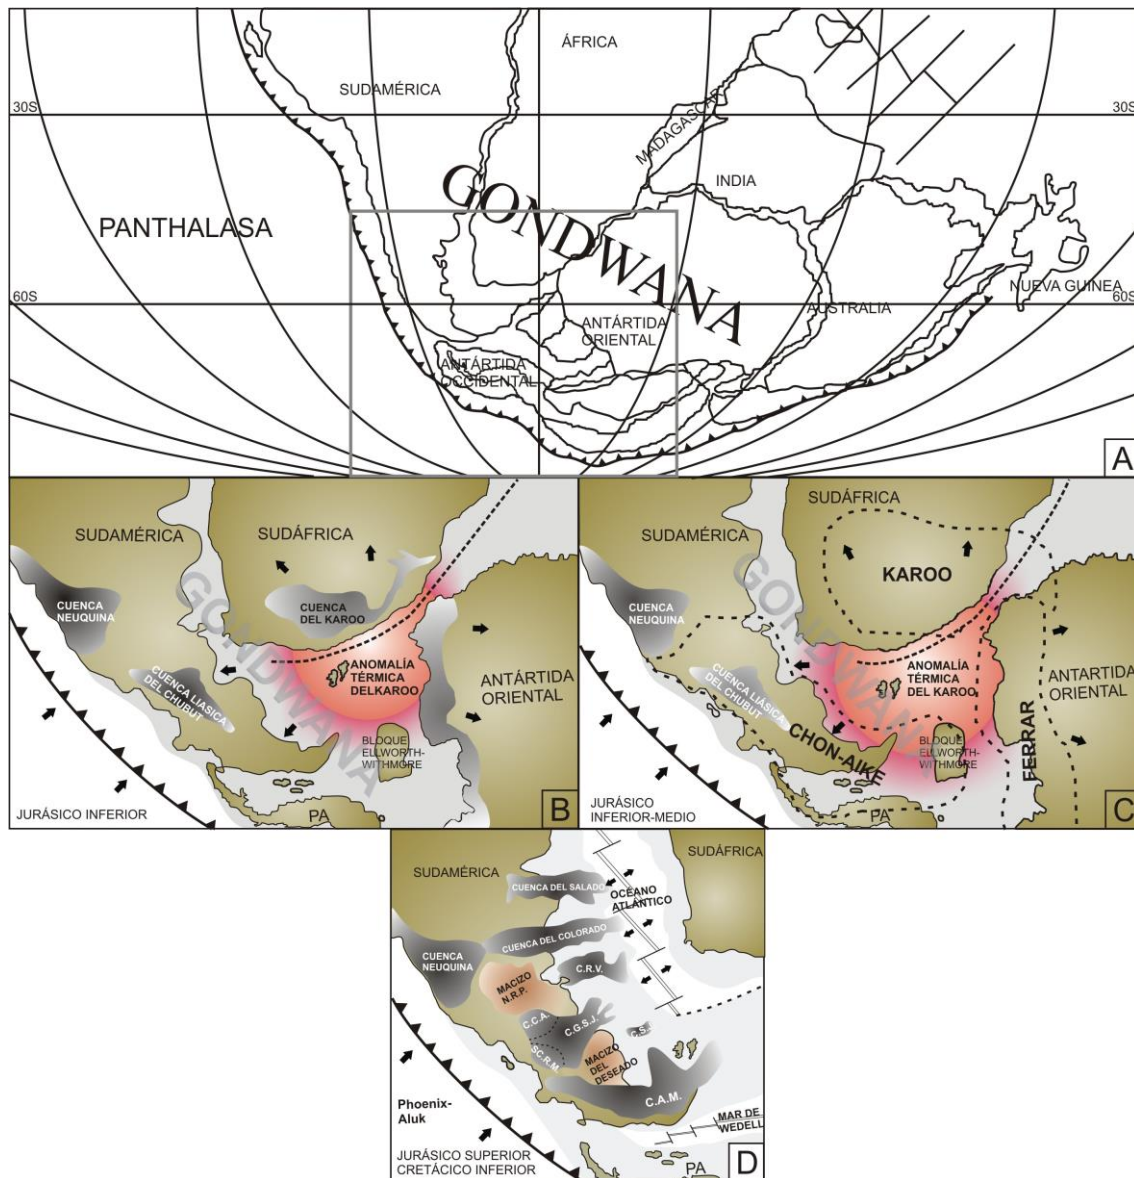 ÁFRICA
SUDAMÉRICA
30S
30S
MADAGASCAR
INDIA
GONDWANA
PANTHALASA
60S
NUEVA GUINEA
60S
AUSTRALIA
ANTÁRTIDA
ORIENTAL
ANTÁRTIDA
OCCIDENTAL
A
SUDAMÉRICA
SUDÁFRICA
GONDWANA
CUENCA
NEUQUINA
CUENCA
DEL KAROO
ANOMALÍA
TÉRMICA
DELKAROO
ANTÁRTIDA
ORIENTAL
CUENCA LIÁSICA
DEL CHUBUT
BLOQUE
ELLWORTH-
WITHMORE
JURÁSICO INFERIOR
PA
B
SUDÁFRICA
SUDAMÉRICA
KAROO
GONDWANA
CUENCA
NEUQUINA
ANOMALÍA
TÉRMICA
DEL KAROO
ANTARTIDA
ORIENTAL
CUENCA LIÁSICA
DEL CHUBUT
CHON-AIKE
BLOQUE
ELLWORTH-
WITHMORE
FERRAR
JURÁSICO
INFERIOR-MEDIO
PA
C
SUDAMÉRICA
SUDÁFRICA
CUENCA DEL SALADO
OCEANO
ATLÁNTICO
CUENCA DEL COLORADO
CUENCA
NEUQUINA
C.R.V.
MACIZO
N.R.P.
C.C.A.
C.G.S.J.
C.S.J.
SC.R.M.
MACIZO
DEL
DESEADO
C.A.M.
Phoenix-
Aluk
MAR DE
WEDELL
JURÁSICO SUPERIOR
CRETÁCICO INFERIOR
PA
D